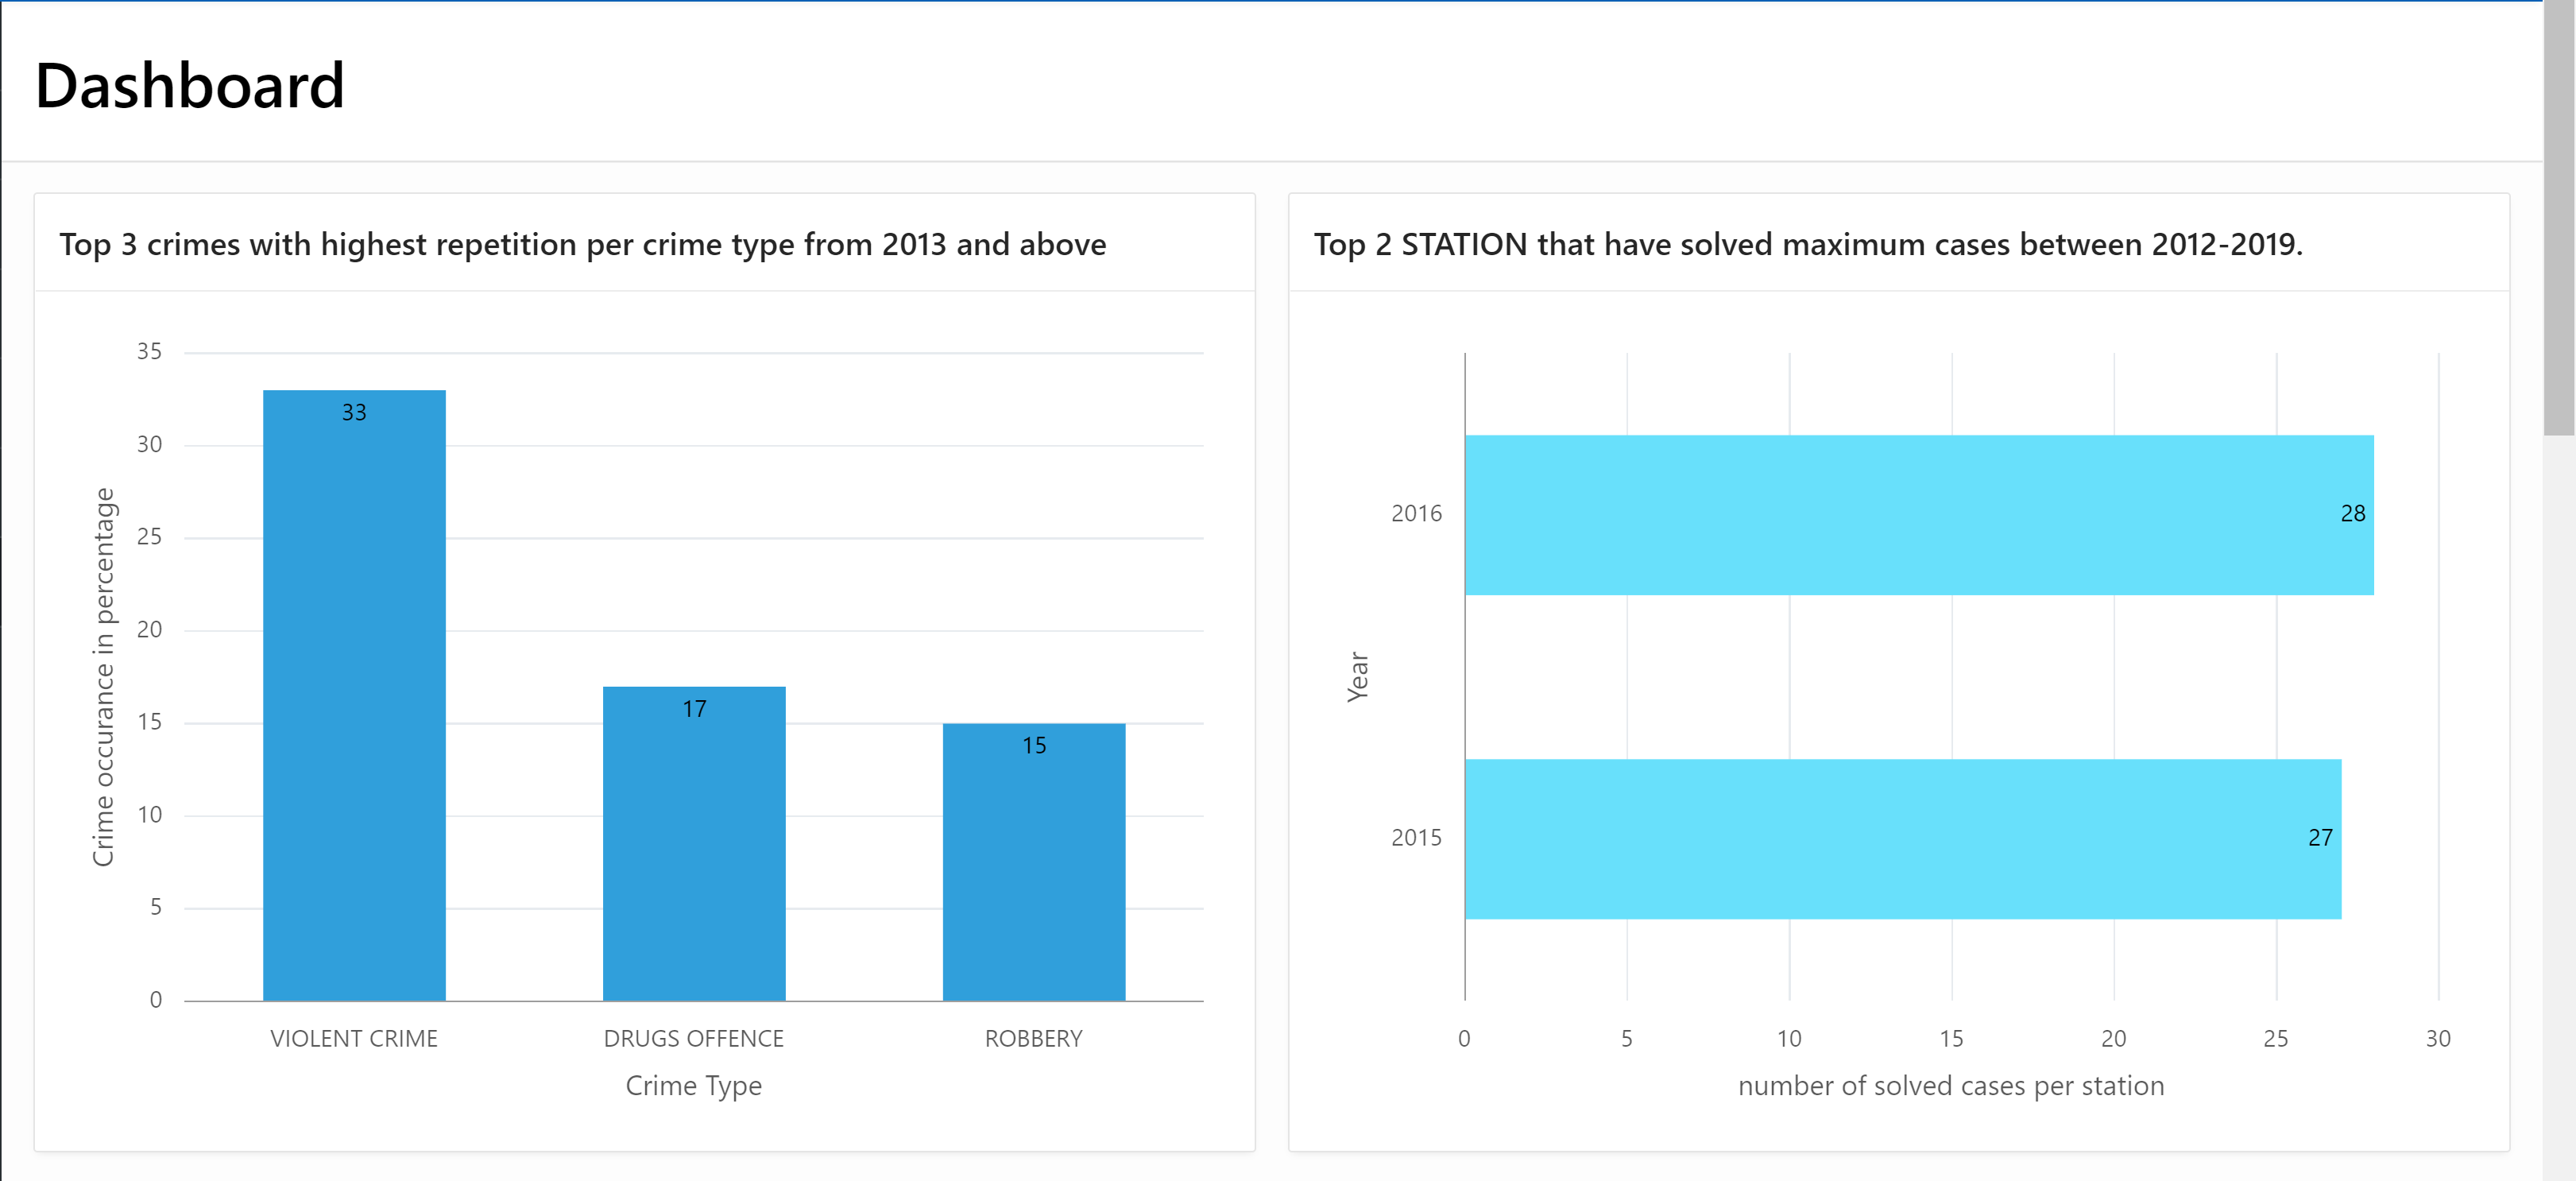 Dashboard
Top 3 crimes with highest repetition per crime type from 2013 and above
35
30
25
20
15
10
5
0
Crime occurance in percentage
33
17
15
VIOLENT CRIME
DRUGS OFFENCE
ROBBERY
Crime Type
Top 2 STATION that have solved maximum cases between 2012-2019.
Year
2016
28
2015
27
0 5 10 15 20 25 30
number of solved cases per station